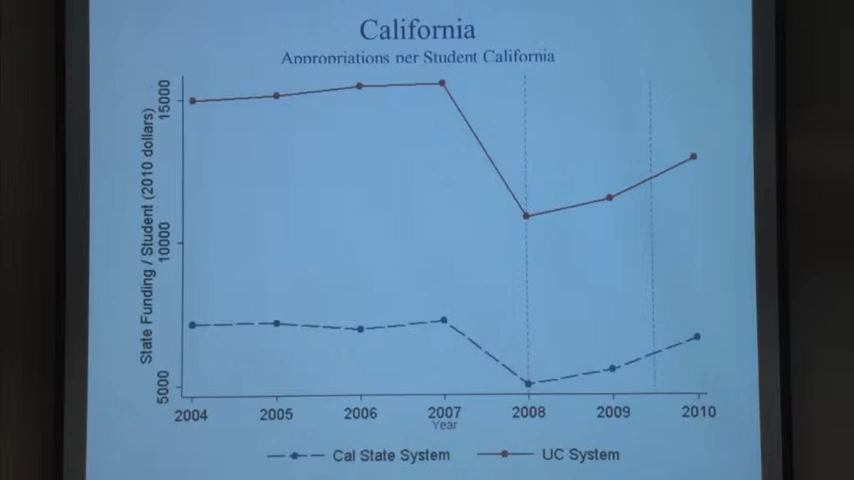 California
Appropriations per Student California
State Funding / Student (2010 dollars)
15000
10000
5000
2004 2005 2006 2007 2008 2009 2010
Year
Cal State System UC System